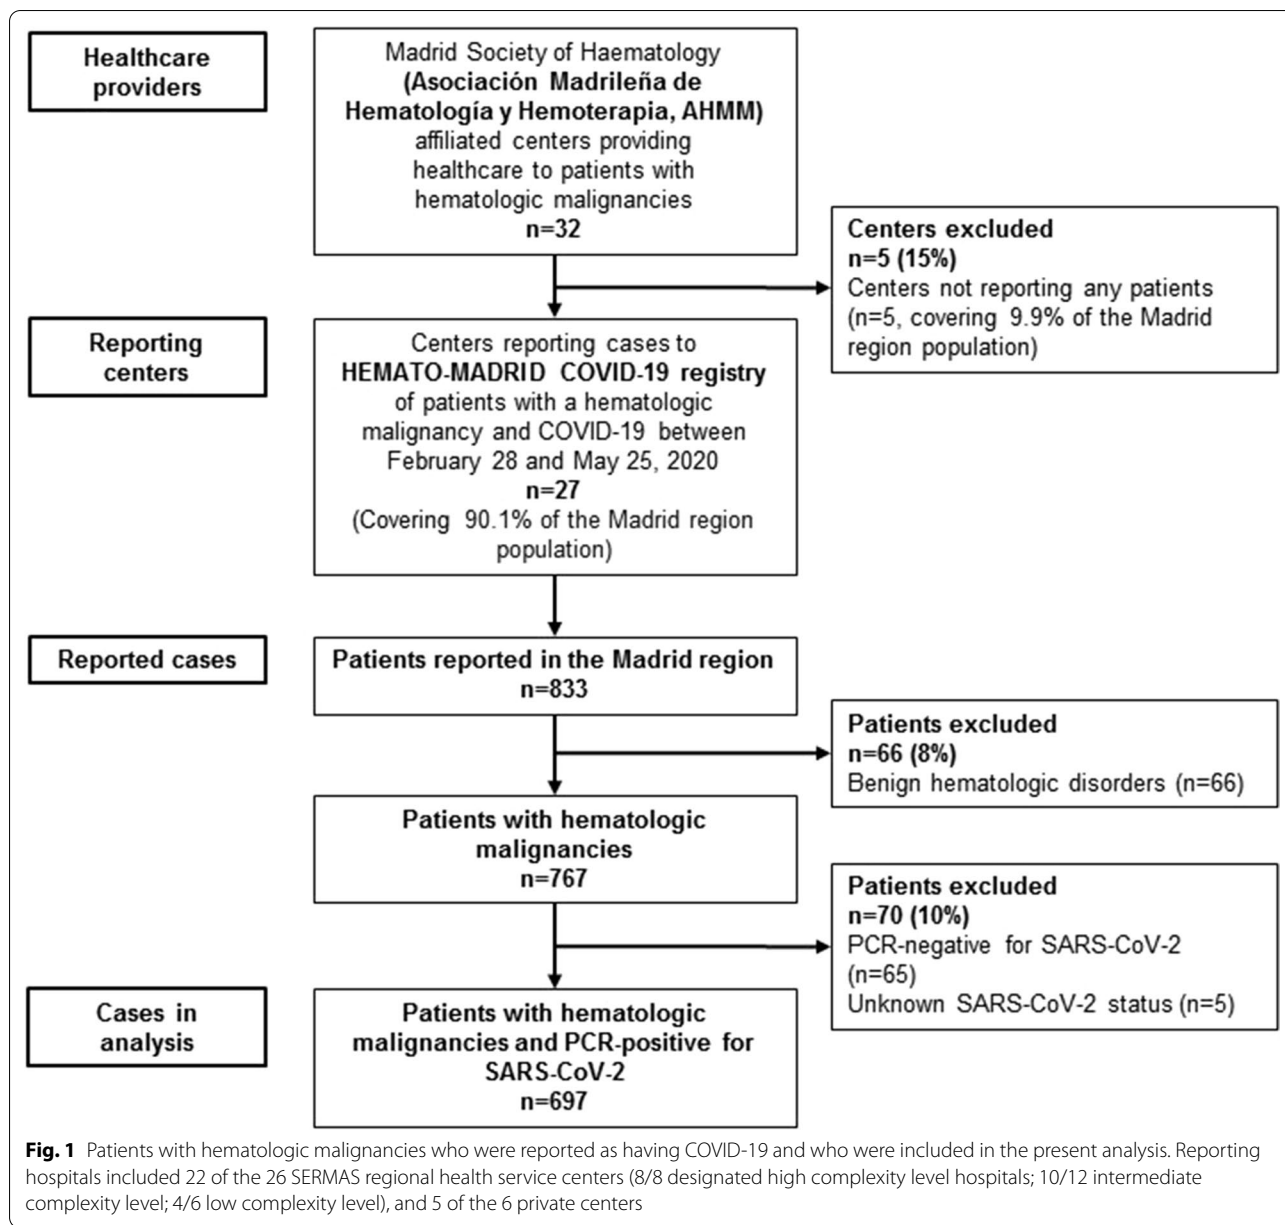 Healthcare
providers
Madrid Society of Haematology
(Asociación Madrileña de
Hematología y Hemoterapia, AHMM)
affiliated centers providing
healthcare to patients with
hematologic malignancies
n=32
Centers excluded
n=5 (15%)
Centers not reporting any patients
(n=5, covering 9.9% of the Madrid
region population)
Reporting
centers
Centers reporting cases to
HEMATO-MADRID COVID-19 registry
of patients with a hematologic
malignancy and COVID-19 between
February 28 and May 25, 2020
n=27
(Covering 90.1% of the Madrid region
population)
Reported cases
Patients reported in the Madrid region
n=833
Patients excluded
n=66 (8%)
Benign hematologic disorders (n=66)
Patients with hematologic
malignancies
n=767
Patients excluded
n=70 (10%)
PCR-negative for SARS-CoV-2
(n=65)
Unknown SARS-CoV-2 status (n=5)
Cases in
analysis
Patients with hematologic
malignancies and PCR-positive for
SARS-CoV-2
n=697
Fig. 1 Patients with hematologic malignancies who were reported as having COVID-19 and who were included in the present analysis. Reporting
hospitals included 22 of the 26 SERMAS regional health service centers (8/8 designated high complexity level hospitals; 10/12 intermediate
complexity level; 4/6 low complexity level), and 5 of the 6 private centers